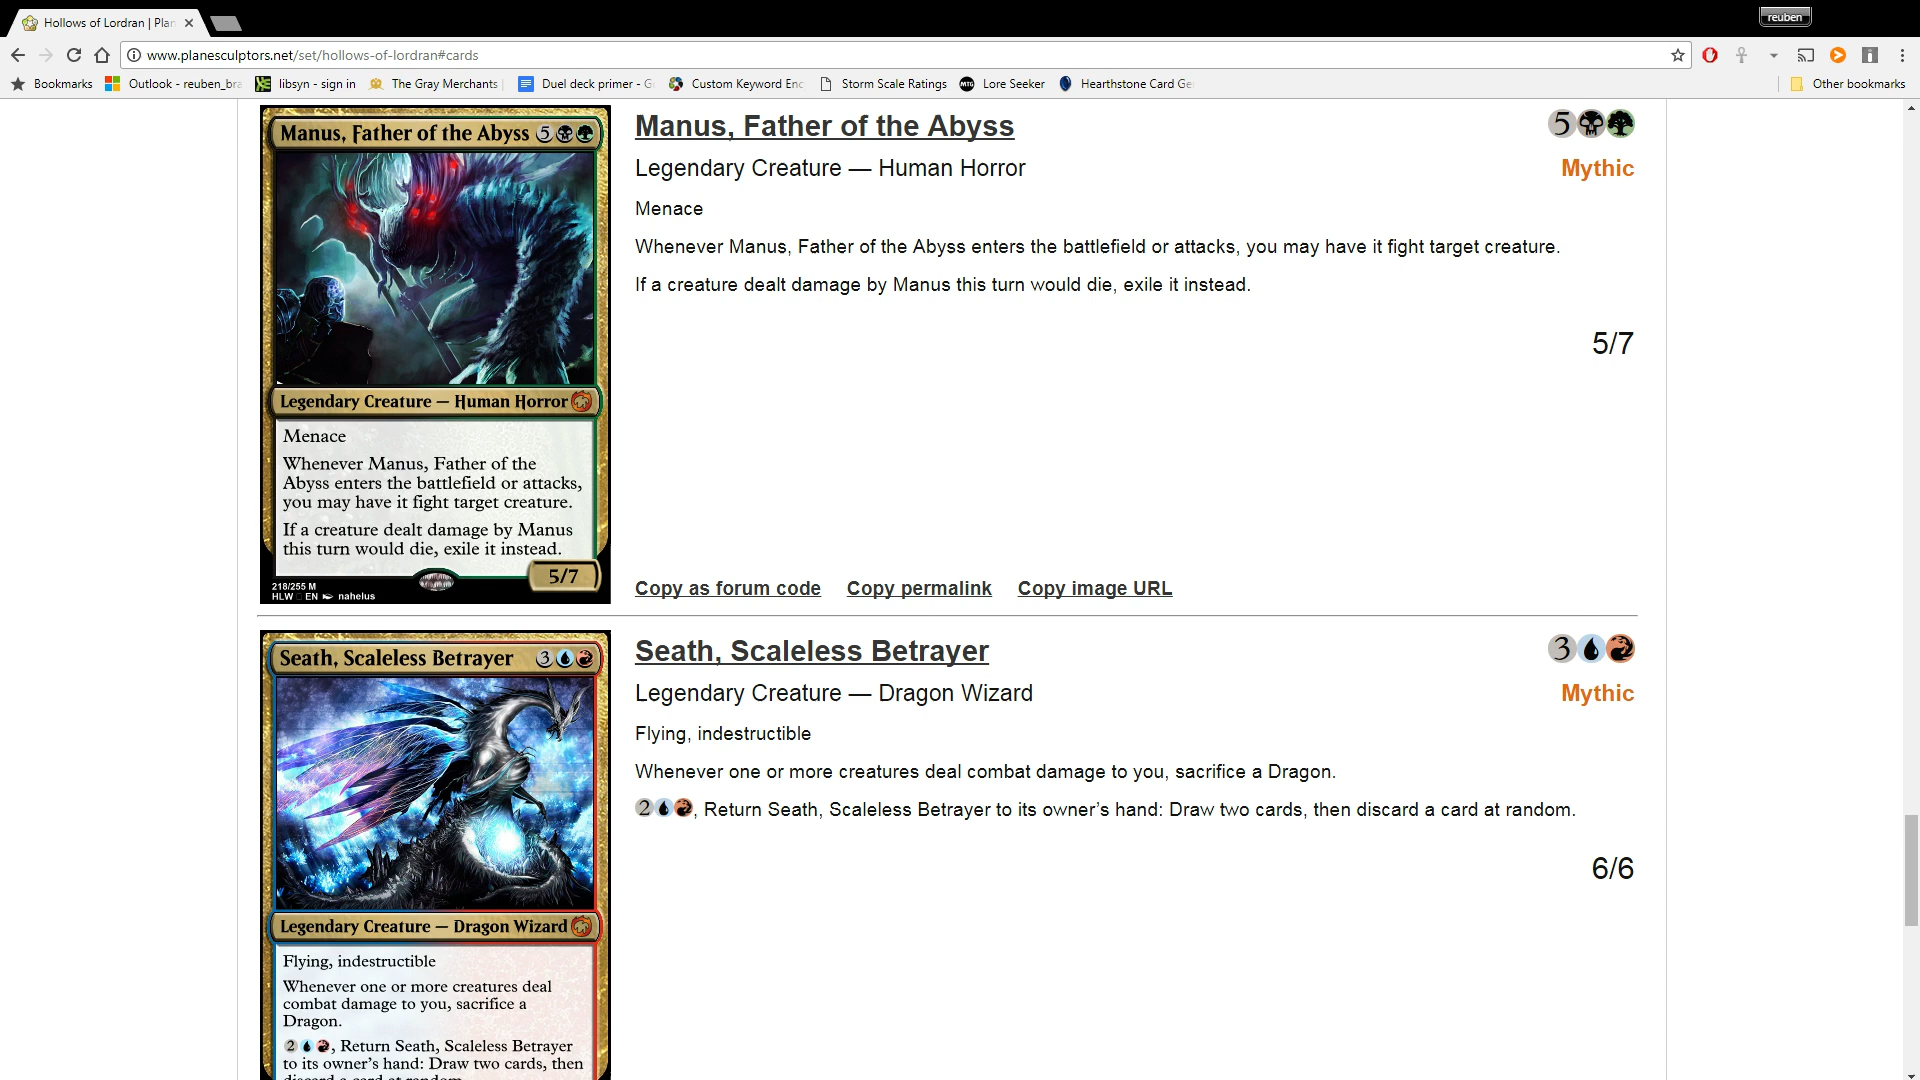 Hollows of Lordran | Plan
reuben
www.planesculptors.net/set/hollows-of-lordran#cards
Bookmarks
Outlook - reuben_bra
libsyn - sign in
The Gray Merchants
Duel deck primer - G
Custom Keyword Enc
Storm Scale Ratings
Lore Seeker
Hearthstone Card Ge
Other bookmarks
Manus, Father of the Abyss 5
Legendary Creature — Human Horror
Menace
Whenever Manus, Father of the
Abyss enters the battlefield or attacks,
you may have it fight target creature.
If a creature dealt damage by Manus
this turn would die, exile it instead.
5/7
218/255 M
HLW EN nahelus
Manus, Father of the Abyss
5
Legendary Creature — Human Horror
Mythic
Menace
Whenever Manus, Father of the Abyss enters the battlefield or attacks, you may have it fight target creature.
If a creature dealt damage by Manus this turn would die, exile it instead.
5/7
Copy as forum code Copy permalink Copy image URL
Seath, Scaleless Betrayer 3
Legendary Creature — Dragon Wizard
Flying, indestructible
Whenever one or more creatures deal
combat damage to you, sacrifice a
Dragon.
2, Return Seath, Scaleless Betrayer
to its owner's hand: Draw two cards, then
discard a card at random.
Seath, Scaleless Betrayer
3
Legendary Creature — Dragon Wizard
Mythic
Flying, indestructible
Whenever one or more creatures deal combat damage to you, sacrifice a Dragon.
2, Return Seath, Scaleless Betrayer to its owner's hand: Draw two cards, then discard a card at random.
6/6